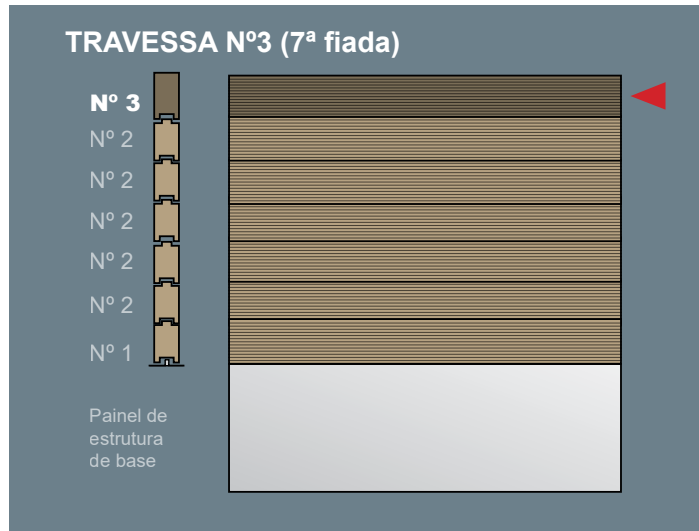 TRAVESSA Nº3 (7ª fiada)
Nº 3
Nº 2
Nº 2
Nº 2
Nº 2
Nº 2
Nº 1
Painel de
estrutura
de base